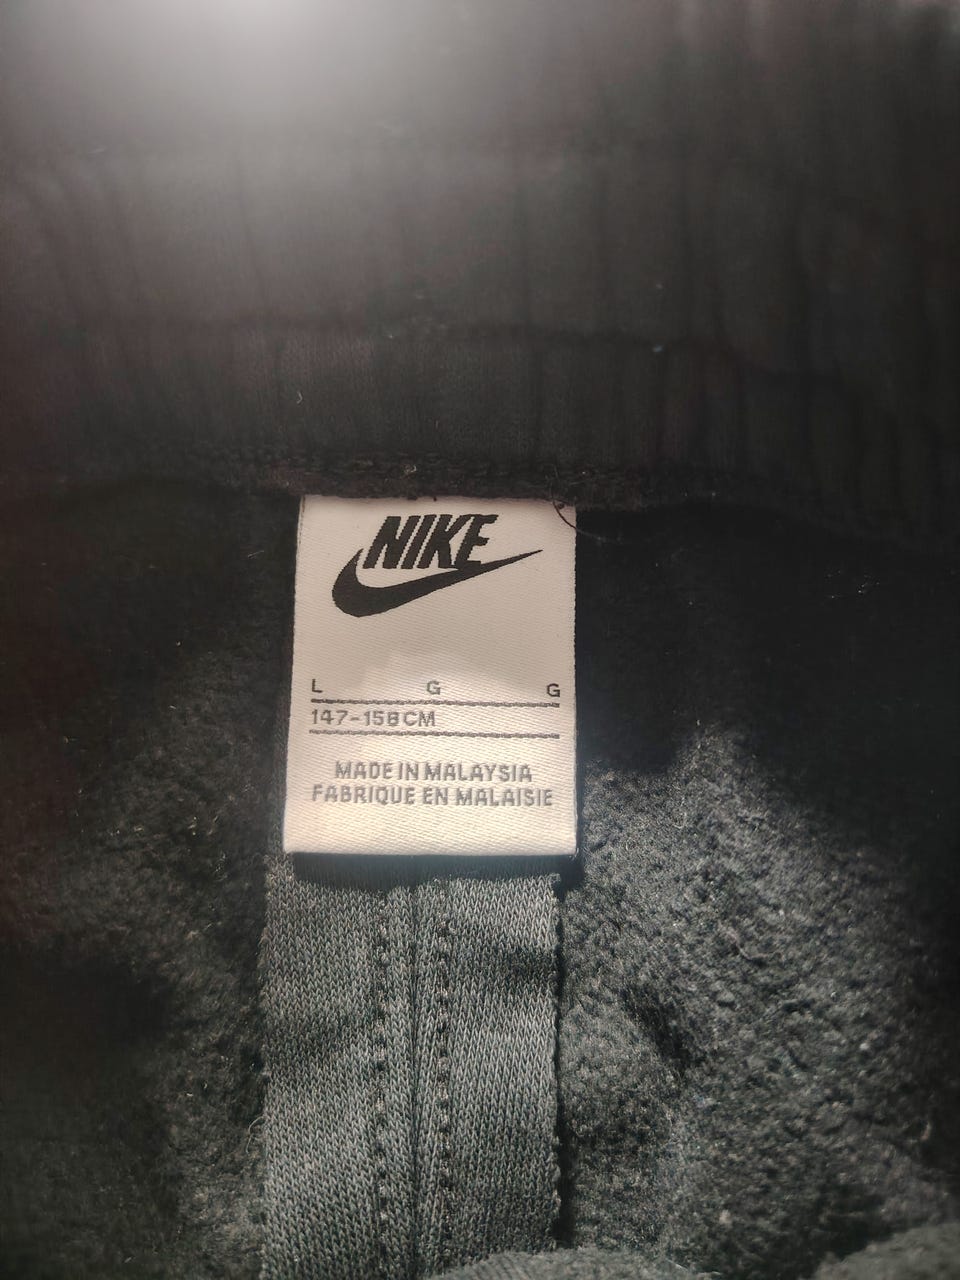 NIKE
L G G
147-158CM
MADE IN MALAYSIA
FABRIQUE EN MALAISIE